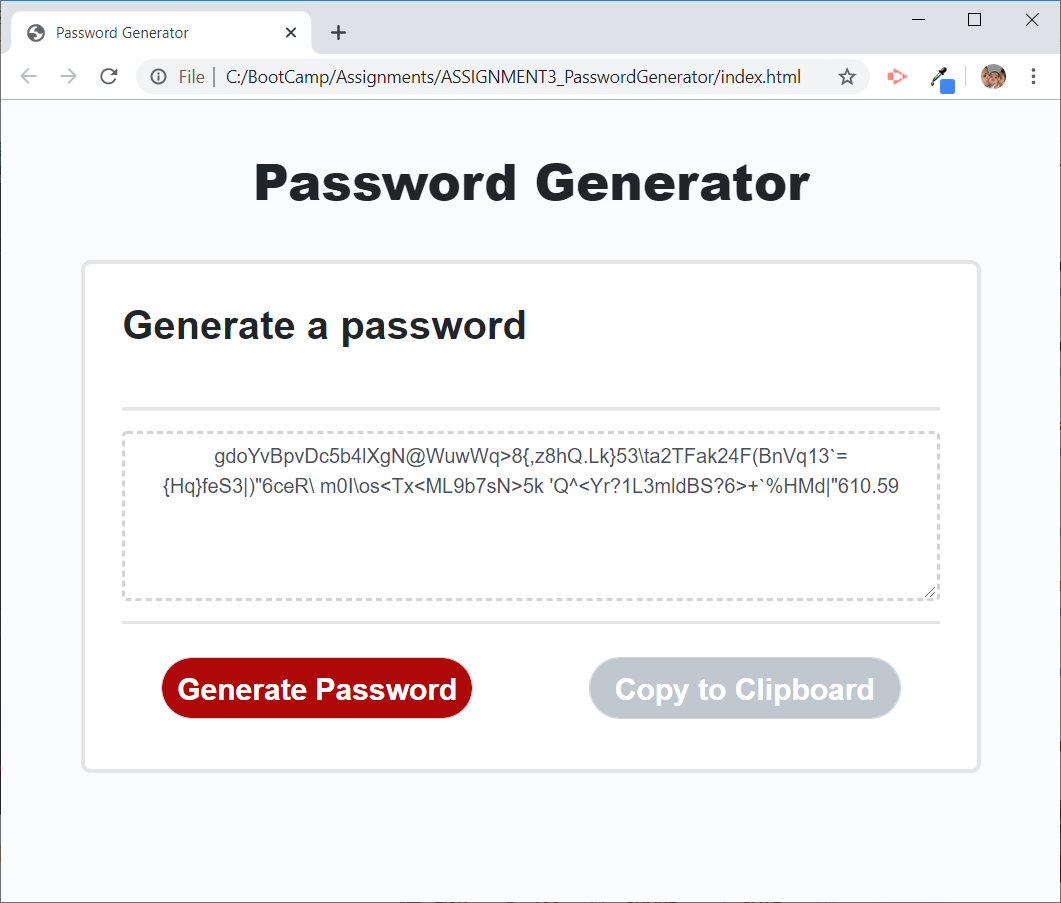 Password Generator
File | C:/BootCamp/Assignments/ASSIGNMENT3_PasswordGenerator/index.html
Password Generator
Generate a password
gdoYvBpvDc5b4lXgN@WuwWq>8{,z8hQ.Lk}53\ta2TFak24F(BnVq13`=
{Hq}feS3|)"6ceR\ m0I\os<Tx<ML9b7sN>5k 'Q^<Yr?1L3mldBS?6>+`%HMd|"610.59
Generate Password
Copy to Clipboard